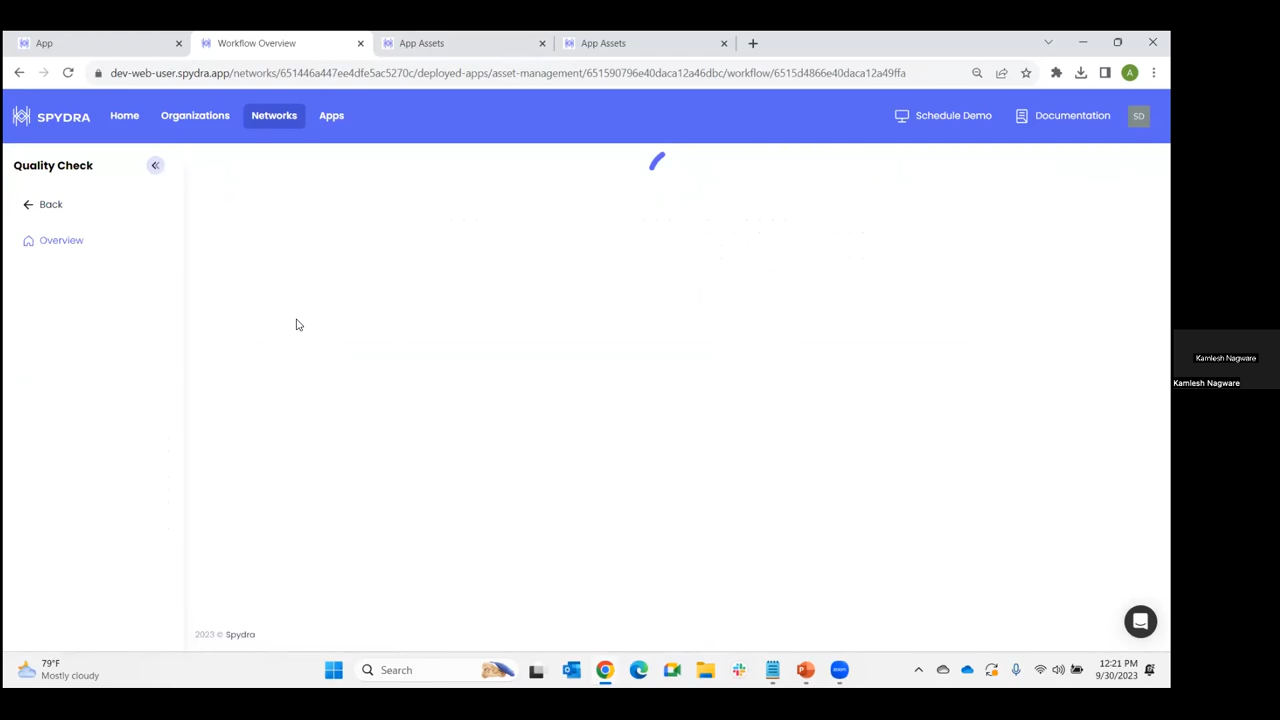 App
Workflow Overview
App Assets
App Assets
dev-web-user.spydra.app/networks/651446a447ee4dfe5ac5270c/deployed-apps/asset-management/651590796e40daca12a46dbc/workflow/6515d4866e40daca12a49ffa
A
SPYDRA
Home
Organizations
Networks
Apps
Schedule Demo
Documentation
SD
Quality Check
Back
Overview
Kamlesh Nagware
Kamlesh Nagware
2023 © Spydra
79°F
Mostly cloudy
Search
zoom
12:21 PM
9/30/2023